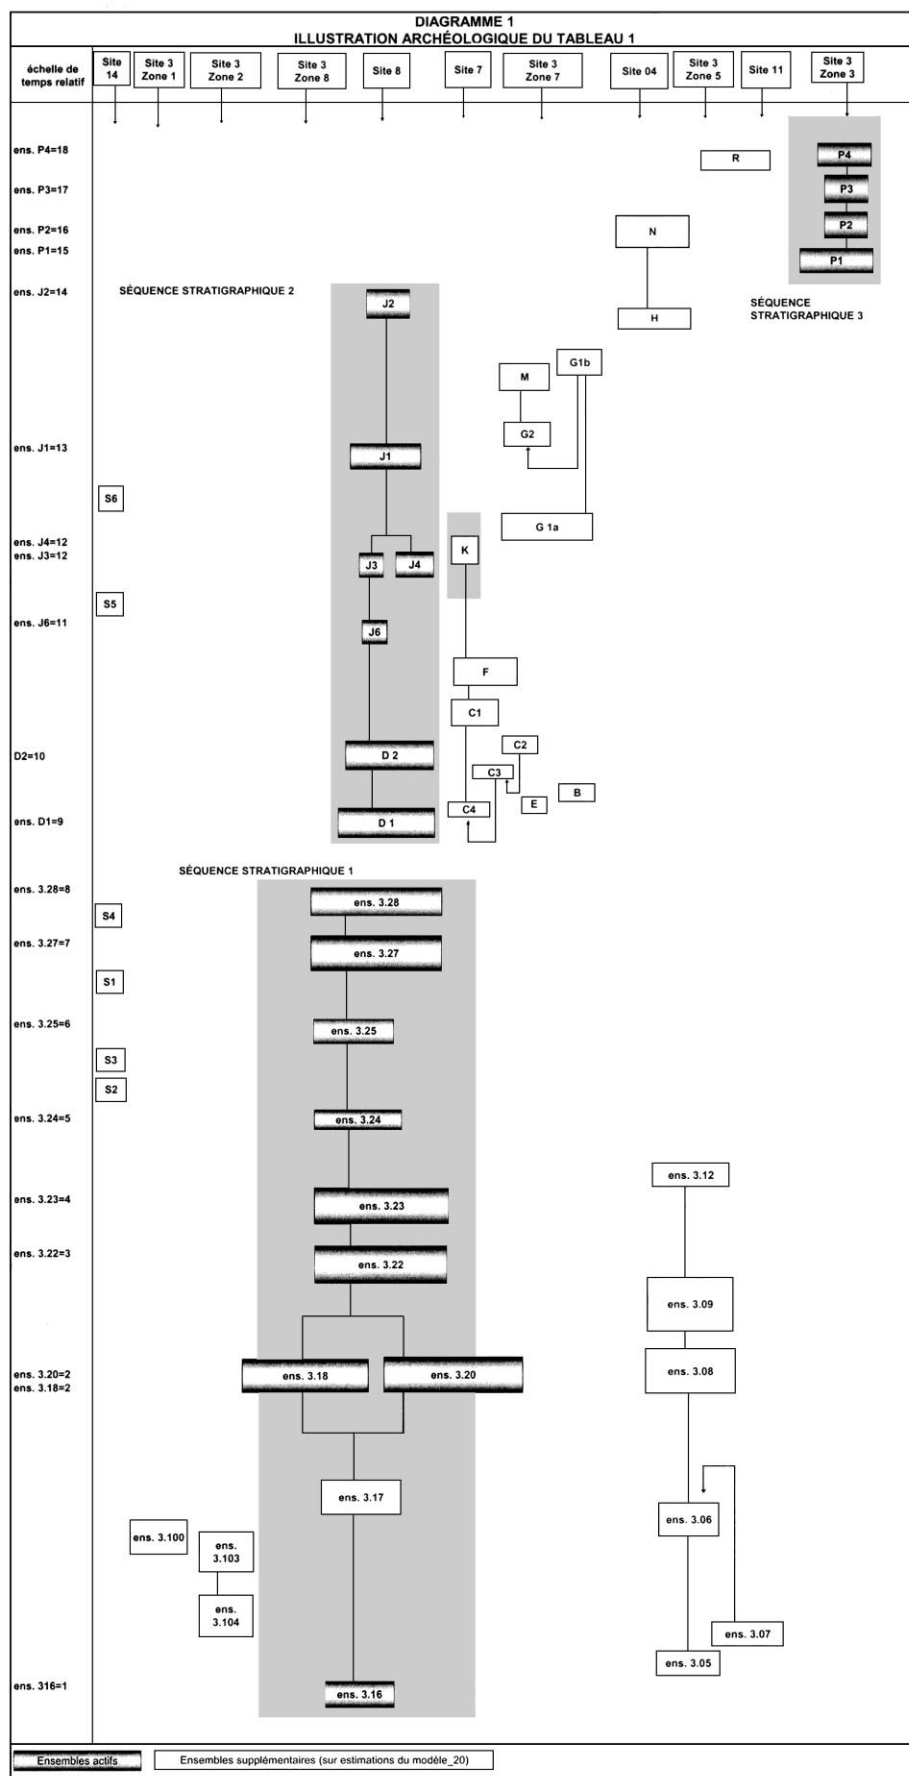 DIAGRAMME 1
ILLUSTRATION ARCHÉOLOGIQUE DU TABLEAU 1
échelle de
temps relatif
Site
14
Site 3
Zone 1
Site 3
Zone 2
Site 3
Zone 8
Site 8
Site 7
Site 3
Zone 7
Site 04
Site 3
Zone 5
Site 11
Site 3
Zone 3
ens. P4=18
R
P4
ens. P3=17
P3
ens. P2=16
N
P2
ens. P1=15
P1
ens. J2=14
SÉQUENCE STRATIGRAPHIQUE 2
J2
H
SÉQUENCE
STRATIGRAPHIQUE 3
M
G1b
G2
ens. J1=13
J1
S6
G 1a
ens. J4=12
ens. J3=12
J3
J4
K
S5
ens. J6=11
J6
F
C1
D2=10
D 2
C2
C3
B
E
C4
ens. D1=9
D 1
SÉQUENCE STRATIGRAPHIQUE 1
ens. 3.28=8
ens. 3.28
S4
ens. 3.27=7
ens. 3.27
S1
ens. 3.25=6
ens. 3.25
S3
S2
ens. 3.24=5
ens. 3.24
ens. 3.12
ens. 3.23=4
ens. 3.23
ens. 3.22=3
ens. 3.22
ens. 3.09
ens. 3.20=2
ens. 3.18=2
ens. 3.18
ens. 3.20
ens. 3.08
ens. 3.17
ens. 3.06
ens. 3.100
ens.
3.103
ens.
3.104
ens. 3.07
ens. 3.05
ens. 316=1
ens. 3.16
Ensembles actifs
Ensembles supplémentaires (sur estimations du modèle_20)